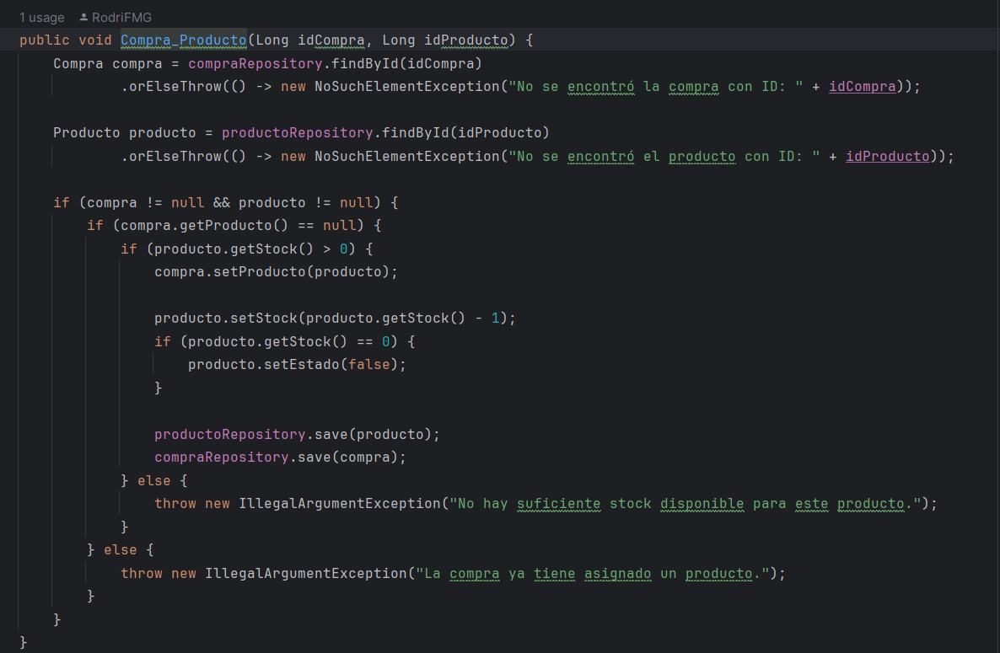 1 usage RodriFMG
public void Compra_Producto(Long idCompra, Long idProducto) {
Compra compra = compraRepository.findById(idCompra)
.orElseThrow(() -> new NoSuchElementException("No se encontró la compra con ID: " + idCompra));
Producto producto = productoRepository.findById(idProducto)
.orElseThrow(() -> new NoSuchElementException("No se encontró el producto con ID: " + idProducto));
if (compra != null && producto != null) {
if (compra.getProducto() == null) {
if (producto.getStock() > 0) {
compra.setProducto(producto);
producto.setStock(producto.getStock() - 1);
if (producto.getStock() == 0) {
producto.setEstado(false);
}
productoRepository.save(producto);
compraRepository.save(compra);
} else {
throw new IllegalArgumentException("No hay suficiente stock disponible para este producto.");
}
} else {
throw new IllegalArgumentException("La compra ya tiene asignado un producto.");
}
}
}